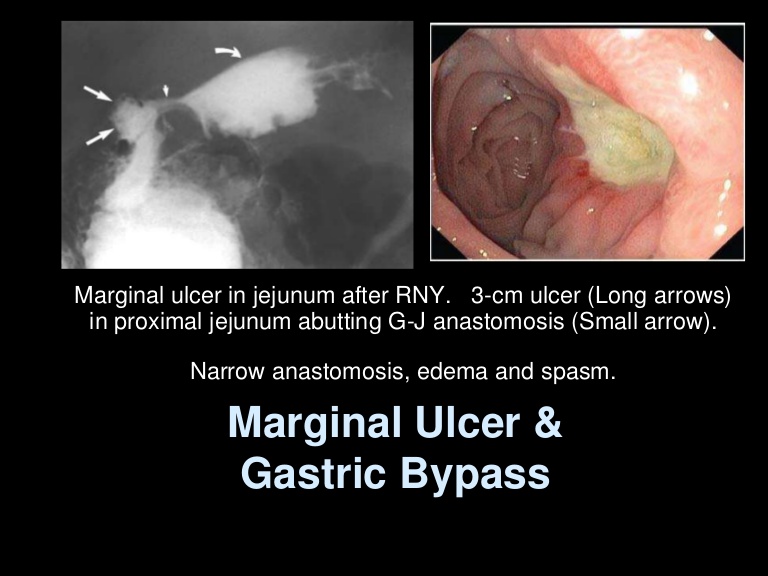 Marginal ulcer in jejunum after RNY.   3-cm ulcer (Long arrows)
in proximal jejunum abutting G-J anastomosis (Small arrow).
Narrow anastomosis, edema and spasm.
Marginal Ulcer &
Gastric Bypass